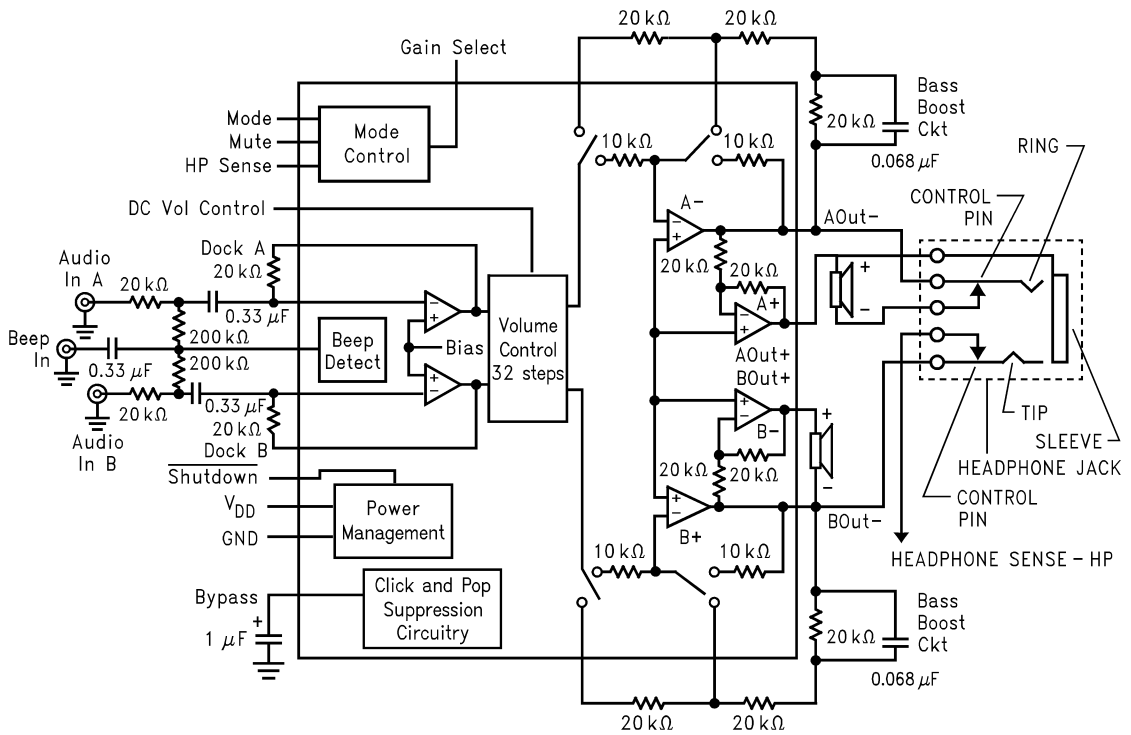 20 kΩ
20 kΩ
Gain Select
Bass
Boost
Ckt
20 kΩ
0.068 μF
Mode
Mute
HP Sense
Mode
Control
10 kΩ
10 kΩ
RING
CONTROL
PIN
DC Vol Control
A−
AOut−
Dock A
20 kΩ
Audio
In A
20 kΩ
0.33 μF
20 kΩ
20 kΩ
A+
+
−
200 kΩ
Beep
In
0.33 μF
200 kΩ
Beep
Detect
Bias
Volume
Control
32 steps
AOut+
BOut+
20 kΩ
0.33 μF
20 kΩ
Audio
In B
Dock B
B−
+
−
TIP
SLEEVE
HEADPHONE JACK
CONTROL
PIN
20 kΩ
20 kΩ
Shutdown
VDD
GND
Power
Management
B+
BOut−
HEADPHONE SENSE − HP
10 kΩ
10 kΩ
Bypass
+
1 μF
Click and Pop
Suppression
Circuitry
Bass
Boost
Ckt
20 kΩ
0.068 μF
20 kΩ
20 kΩ